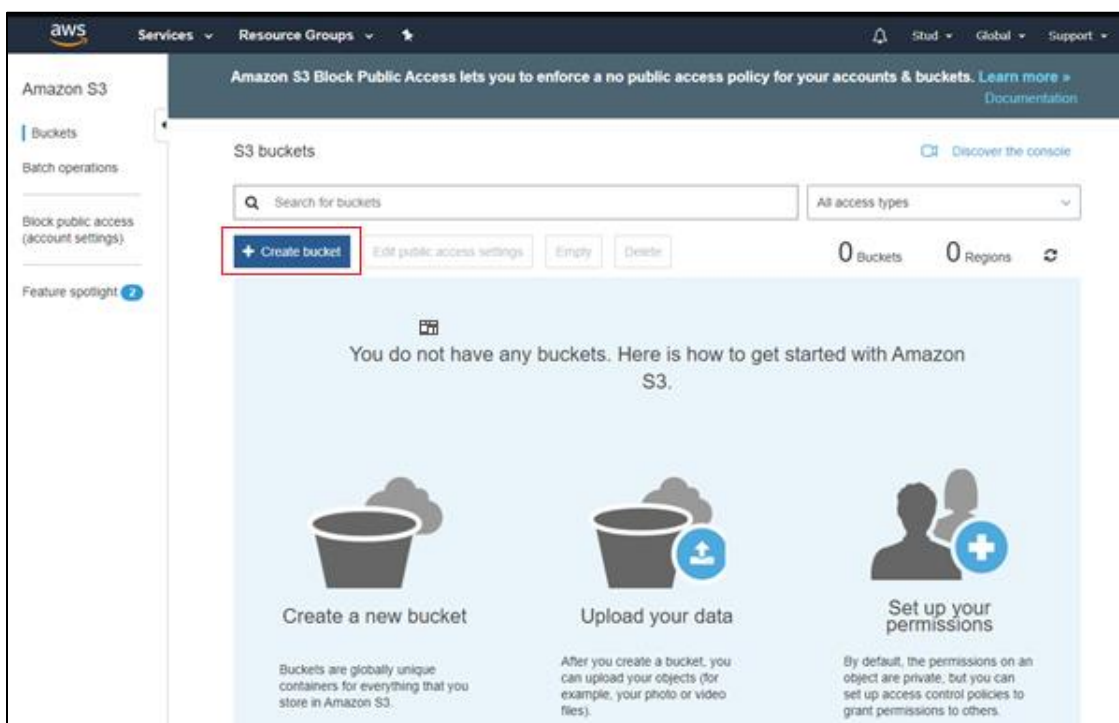 aws Services Resource Groups Stud Global Support
Amazon S3
Buckets
Batch operations
Block public access
(account settings)
Feature spotlight 2
Amazon S3 Block Public Access lets you to enforce a no public access policy for your accounts & buckets. Learn more »
Documentation
S3 buckets Discover the console
Search for buckets All access types
+ Create bucket Edit public access settings Empty Delete 0 Buckets 0 Regions
You do not have any buckets. Here is how to get started with Amazon
S3.
Create a new bucket
Buckets are globally unique
containers for everything that you
store in Amazon S3.
Upload your data
After you create a bucket, you
can upload your objects (for
example, your photo or video
files).
Set up your
permissions
By default, the permissions on an
object are private, but you can
set up access control policies to
grant permissions to others.